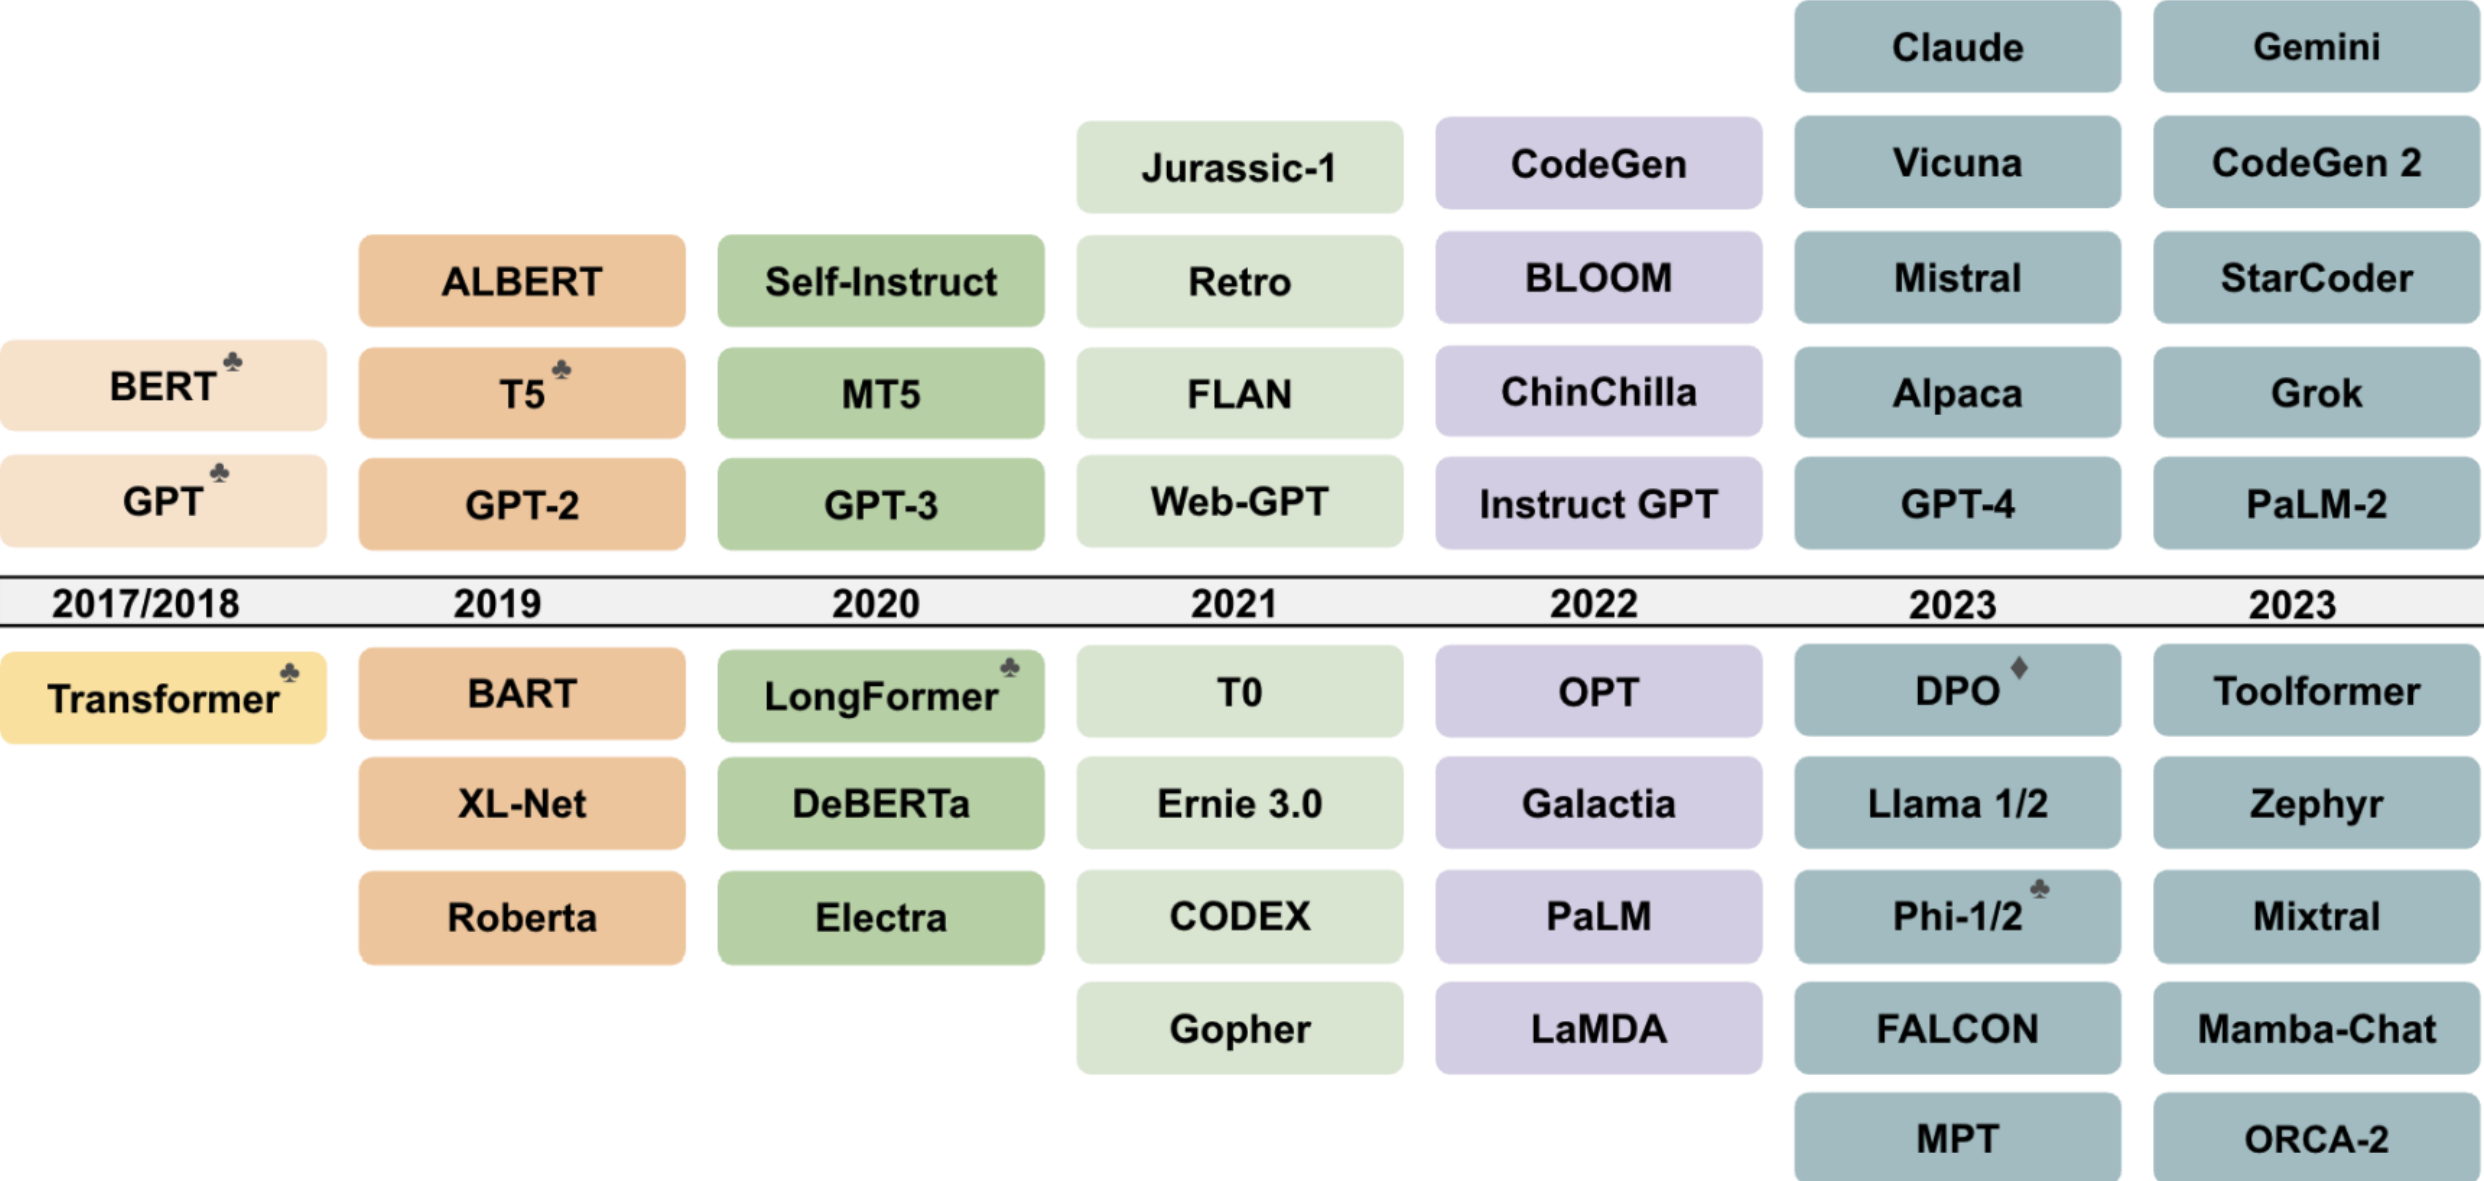 Claude
Gemini
Jurassic-1
CodeGen
Vicuna
CodeGen 2
ALBERT
Self-Instruct
Retro
BLOOM
Mistral
StarCoder
BERT♣
T5♣
MT5
FLAN
ChinChilla
Alpaca
Grok
GPT♣
GPT-2
GPT-3
Web-GPT
Instruct GPT
GPT-4
PaLM-2
2017/2018
2019
2020
2021
2022
2023
2023
Transformer♣
BART
LongFormer♣
T0
OPT
DPO♦
Toolformer
XL-Net
DeBERTa
Ernie 3.0
Galactia
Llama 1/2
Zephyr
Roberta
Electra
CODEX
PaLM
Phi-1/2♣
Mixtral
Gopher
LaMDA
FALCON
Mamba-Chat
MPT
ORCA-2